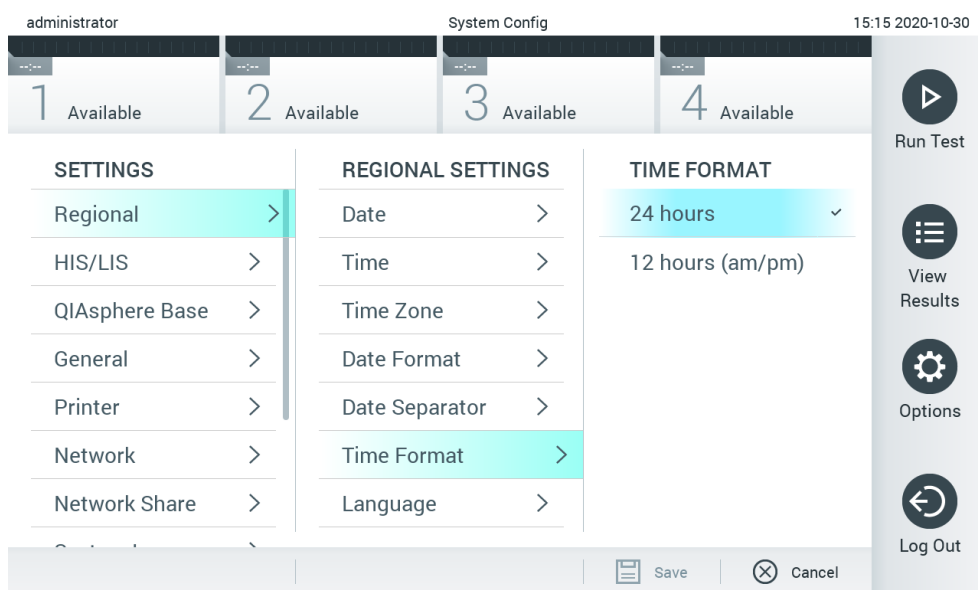 administrator
System Config
15:15 2020-10-30
--:--
--:--
--:--
--:--
1 Available
2 Available
3 Available
4 Available
Run Test
View
Results
Options
Log Out
SETTINGS
Regional
HIS/LIS
QIAsphere Base
General
Printer
Network
Network Share
REGIONAL SETTINGS
Date
Time
Time Zone
Date Format
Date Separator
Time Format
Language
TIME FORMAT
24 hours
12 hours (am/pm)
Save
Cancel